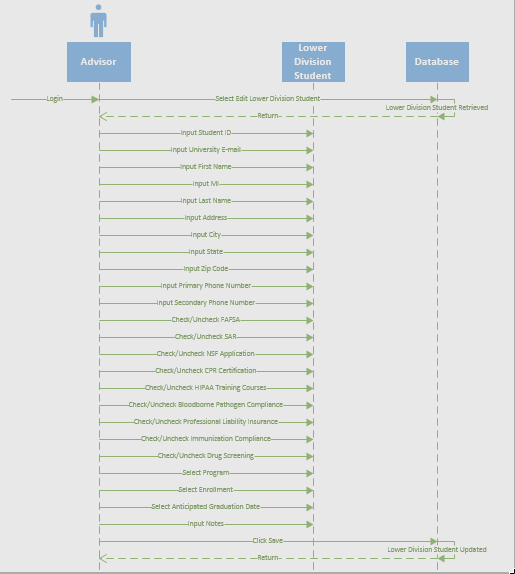 Advisor
Lower
Division
Student
Database
Login
Select Edit Lower Division Student
Lower Division Student Retrieved
Return
Input Student ID
Input University E-mail
Input First Name
Input MI
Input Last Name
Input Address
Input City
Input State
Input Zip Code
Input Primary Phone Number
Input Secondary Phone Number
Check/Uncheck FAFSA
Check/Uncheck SAR
Check/Uncheck NSF Application
Check/Uncheck CPR Certification
Check/Uncheck HIPAA Training Courses
Check/Uncheck Bloodborne Pathogen Compliance
Check/Uncheck Professional Liability Insurance
Check/Uncheck Immunization Compliance
Check/Uncheck Drug Screening
Select Program
Select Enrollment
Select Anticipated Graduation Date
Input Notes
Click Save
Lower Division Student Updated
Return